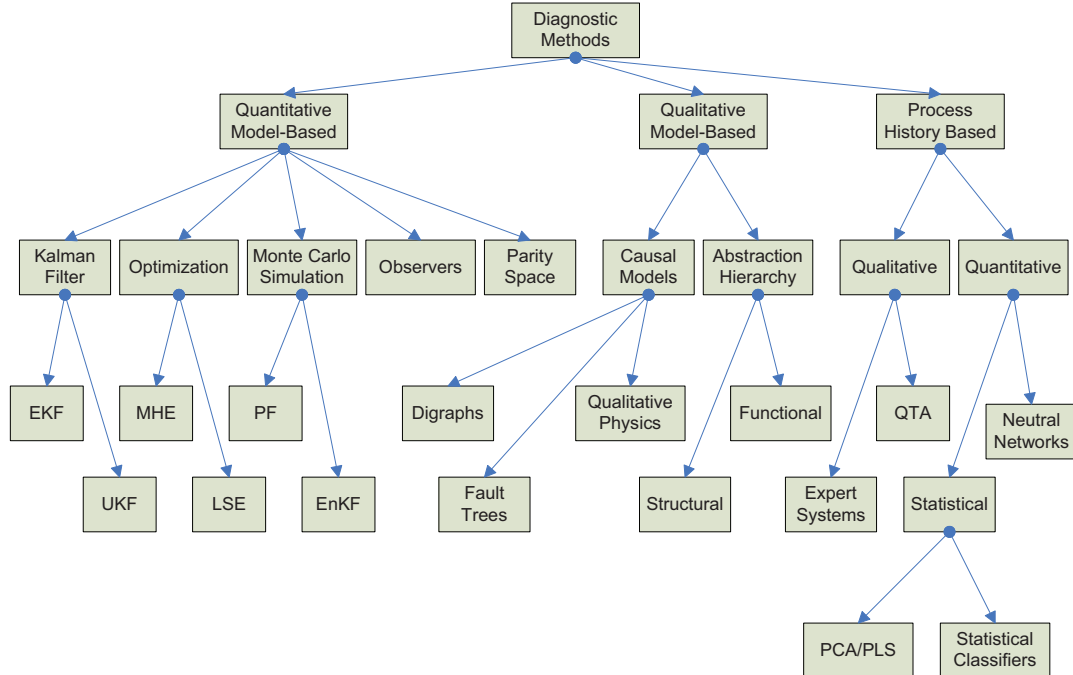 Diagnostic
Methods
Quantitative
Model-Based
Qualitative
Model-Based
Process
History Based
Kalman
Filter
Optimization
Monte Carlo
Simulation
Observers
Parity
Space
Causal
Models
Abstraction
Hierarchy
Qualitative
Quantitative
EKF
MHE
PF
Digraphs
Qualitative
Physics
Functional
QTA
Neutral
Networks
UKF
LSE
EnKF
Fault
Trees
Structural
Expert
Systems
Statistical
PCA/PLS
Statistical
Classifiers